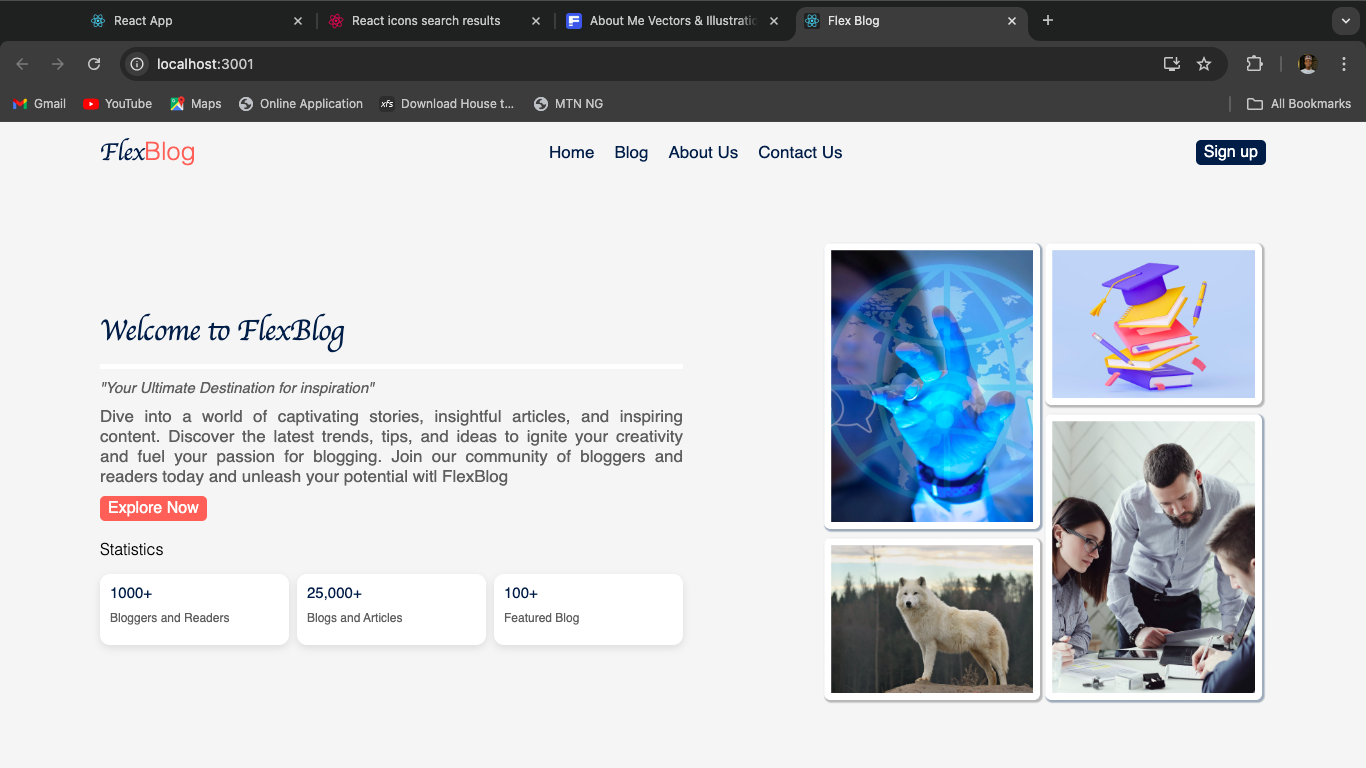 React App
React icons search results
About Me Vectors & Illustratic
Flex Blog
localhost:3001
Gmail
YouTube
Maps
Online Application
xfs
Download House t...
MTN NG
All Bookmarks
FlexBlog
Home
Blog
About Us
Contact Us
Sign up
Welcome to FlexBlog
"Your Ultimate Destination for inspiration"
Dive into a world of captivating stories, insightful articles, and inspiring
content. Discover the latest trends, tips, and ideas to ignite your creativity
and fuel your passion for blogging. Join our community of bloggers and
readers today and unleash your potential witl FlexBlog
Explore Now
Statistics
1000+
Bloggers and Readers
25,000+
Blogs and Articles
100+
Featured Blog